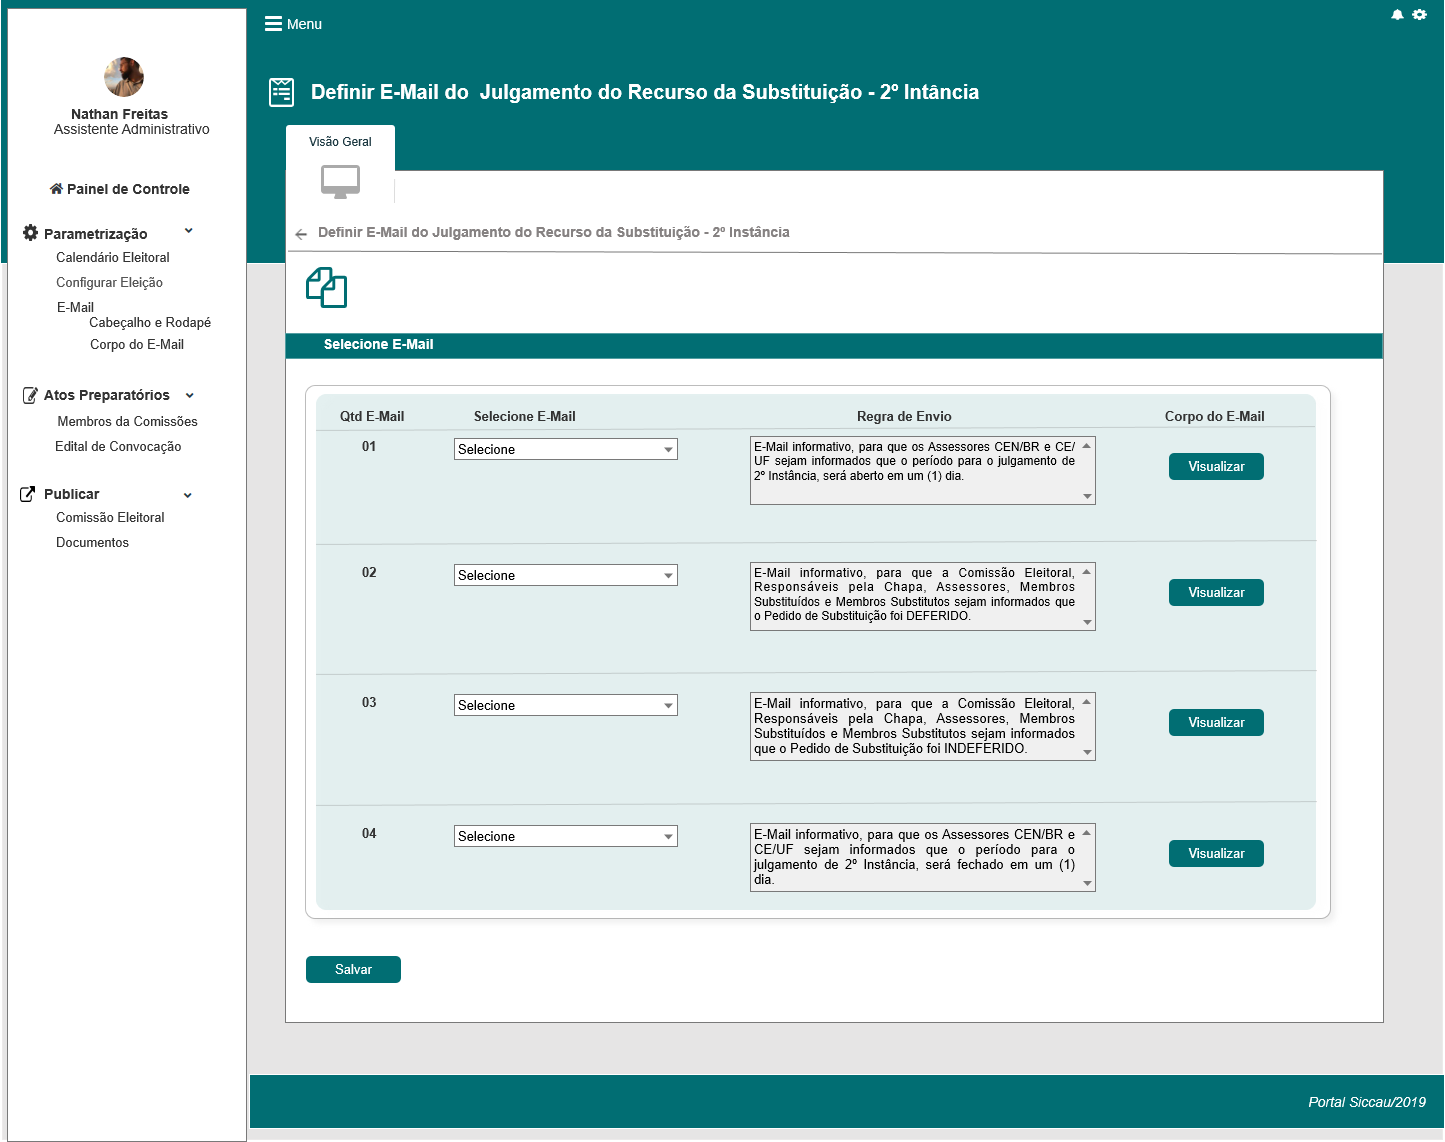 Menu
Definir E-Mail do  Julgamento do Recurso da Substituição - 2º Intância
Nathan Freitas
Assistente Administrativo
Painel de Controle
Parametrização
Calendário Eleitoral
Configurar Eleição
E-Mail
Cabeçalho e Rodapé
Corpo do E-Mail
Atos Preparatórios
Membros da Comissões
Edital de Convocação
Publicar
Comissão Eleitoral
Documentos
Visão Geral
Definir E-Mail do Julgamento do Recurso da Substituição - 2º Instância
Selecione E-Mail
Qtd E-Mail Selecione E-Mail Regra de Envio Corpo do E-Mail
01 Selecione
E-Mail informativo, para que os Assessores CEN/BR e CE/
UF sejam informados que o período para o julgamento de
2º Instância, será aberto em um (1) dia.
Visualizar
02 Selecione
E-Mail informativo, para que a Comissão Eleitoral,
Responsáveis pela Chapa, Assessores, Membros
Substituídos e Membros Substitutos sejam informados que
o Pedido de Substituição foi DEFERIDO.
Visualizar
03 Selecione
E-Mail informativo, para que a Comissão Eleitoral,
Responsáveis pela Chapa, Assessores, Membros
Substituídos e Membros Substitutos sejam informados
que o Pedido de Substituição foi INDEFERIDO.
Visualizar
04 Selecione
E-Mail informativo, para que os Assessores CEN/BR e
CE/UF sejam informados que o período para o
julgamento de 2º Instância, será fechado em um (1)
dia.
Visualizar
Salvar
Portal Siccau/2019